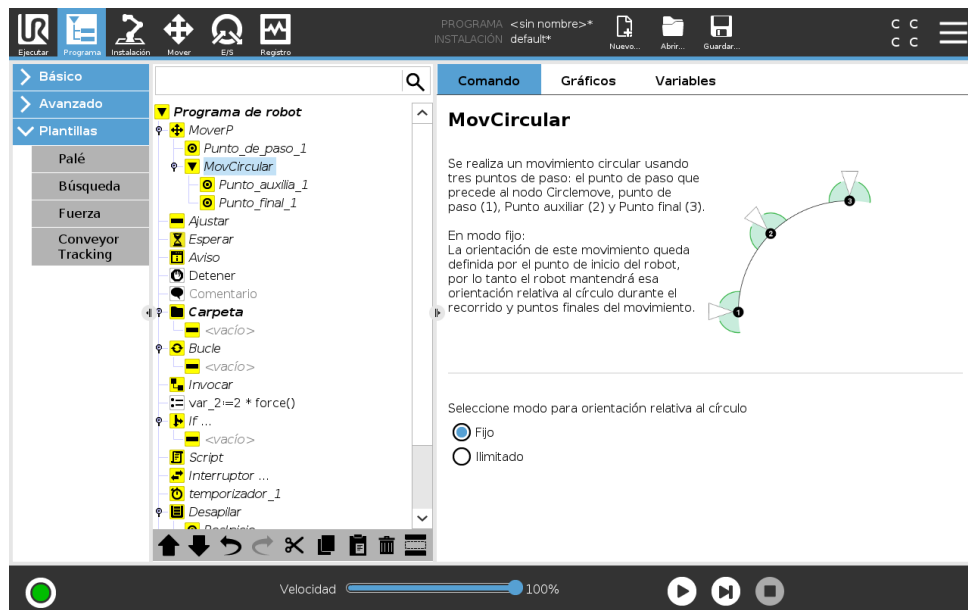 PROGRAMA <sin nombre>*
INSTALACIÓN default*
C C
C C
Ejecutar
Programa
Instalación
Mover
E/S
Registro
Nuevo...
Abrir...
Guardar...
Básico
Avanzado
Plantillas
Palé
Búsqueda
Fuerza
Conveyor
Tracking
Programa de robot
MoverP
Punto_de_paso_1
MovCircular
Punto_auxilia_1
Punto_final_1
Ajustar
Esperar
Aviso
Detener
Comentario
Carpeta
<vacío>
Bucle
<vacío>
Invocar
var_2:=2 * force()
If ...
<vacío>
Script
Interruptor ...
temporizador_1
Desapilar
Comando
Gráficos
Variables
MovCircular
Se realiza un movimiento circular usando
tres puntos de paso: el punto de paso que
precede al nodo Circlemove, punto de
paso (1), Punto auxiliar (2) y Punto final (3).
En modo fijo:
La orientación de este movimiento queda
definida por el punto de inicio del robot,
por lo tanto el robot mantendrá esa
orientación relativa al círculo durante el
recorrido y puntos finales del movimiento.
1
2
3
Seleccione modo para orientación relativa al círculo
Fijo
Ilimitado
Velocidad
100%